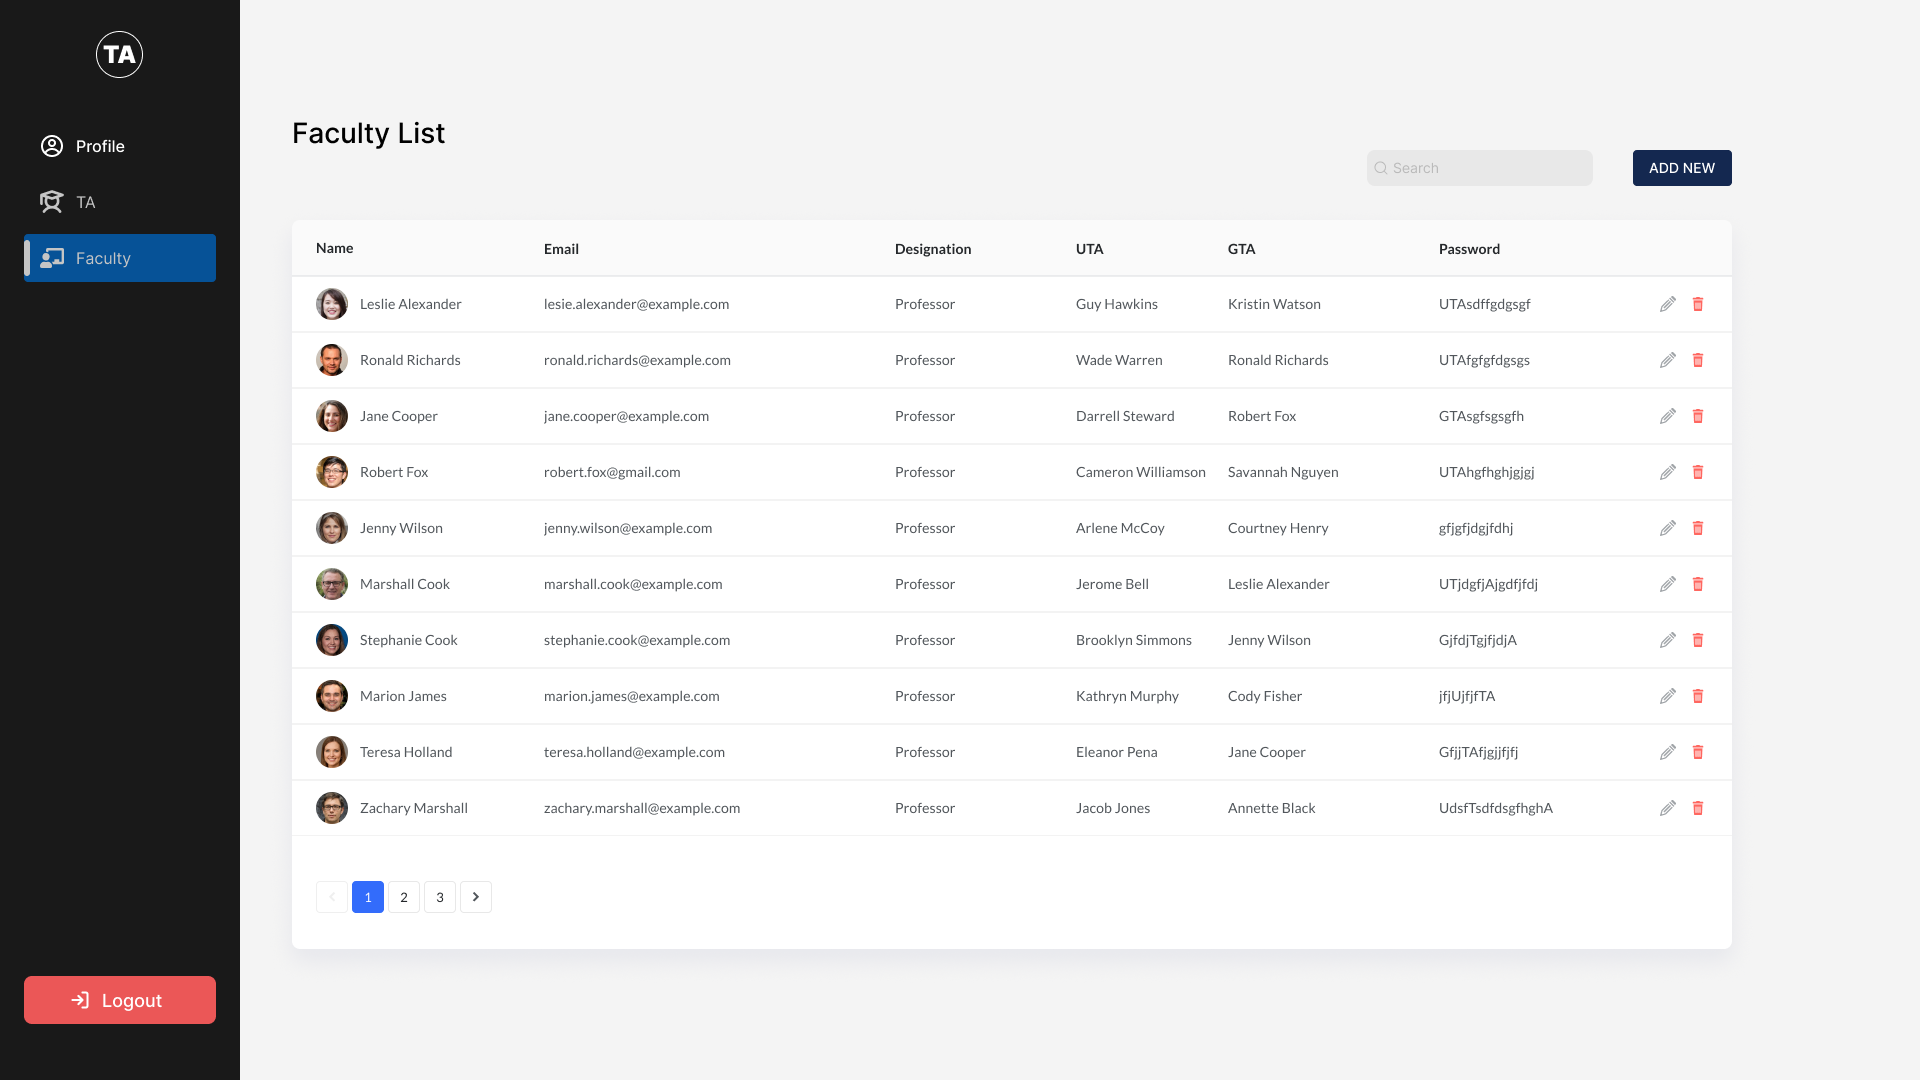 TA
Profile
TA
Faculty
Logout
Faculty List
Search
ADD NEW
Name Email Designation UTA GTA Password
Leslie Alexander lesie.alexander@example.com Professor Guy Hawkins Kristin Watson UTAsdffgdgsgf
Ronald Richards ronald.richards@example.com Professor Wade Warren Ronald Richards UTAfgfgfdgsgs
Jane Cooper jane.cooper@example.com Professor Darrell Steward Robert Fox GTAsgfsgsgfh
Robert Fox robert.fox@gmail.com Professor Cameron Williamson Savannah Nguyen UTAhgfhghjgjgj
Jenny Wilson jenny.wilson@example.com Professor Arlene McCoy Courtney Henry gfjgfjdgjfdhj
Marshall Cook marshall.cook@example.com Professor Jerome Bell Leslie Alexander UTjdgfjAjgdfjfdj
Stephanie Cook stephanie.cook@example.com Professor Brooklyn Simmons Jenny Wilson GjfdjTgjfjdjA
Marion James marion.james@example.com Professor Kathryn Murphy Cody Fisher jfjUjfjfTA
Teresa Holland teresa.holland@example.com Professor Eleanor Pena Jane Cooper GfjjTAfjgjjfjfj
Zachary Marshall zachary.marshall@example.com Professor Jacob Jones Annette Black UdsfTsdfdsgfhghA
1 2 3